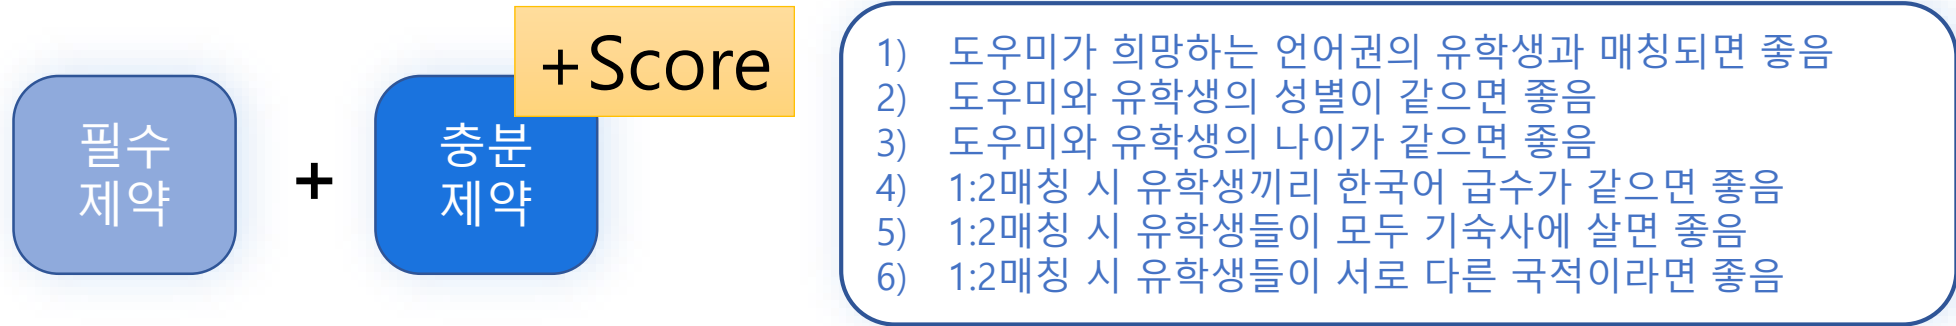 필수
제약
+
충분
제약
+Score
1) 도우미가 희망하는 언어권의 유학생과 매칭되면 좋음
2) 도우미와 유학생의 성별이 같으면 좋음
3) 도우미와 유학생의 나이가 같으면 좋음
4) 1:2매칭 시 유학생끼리 한국어 급수가 같으면 좋음
5) 1:2매칭 시 유학생들이 모두 기숙사에 살면 좋음
6) 1:2매칭 시 유학생들이 서로 다른 국적이라면 좋음